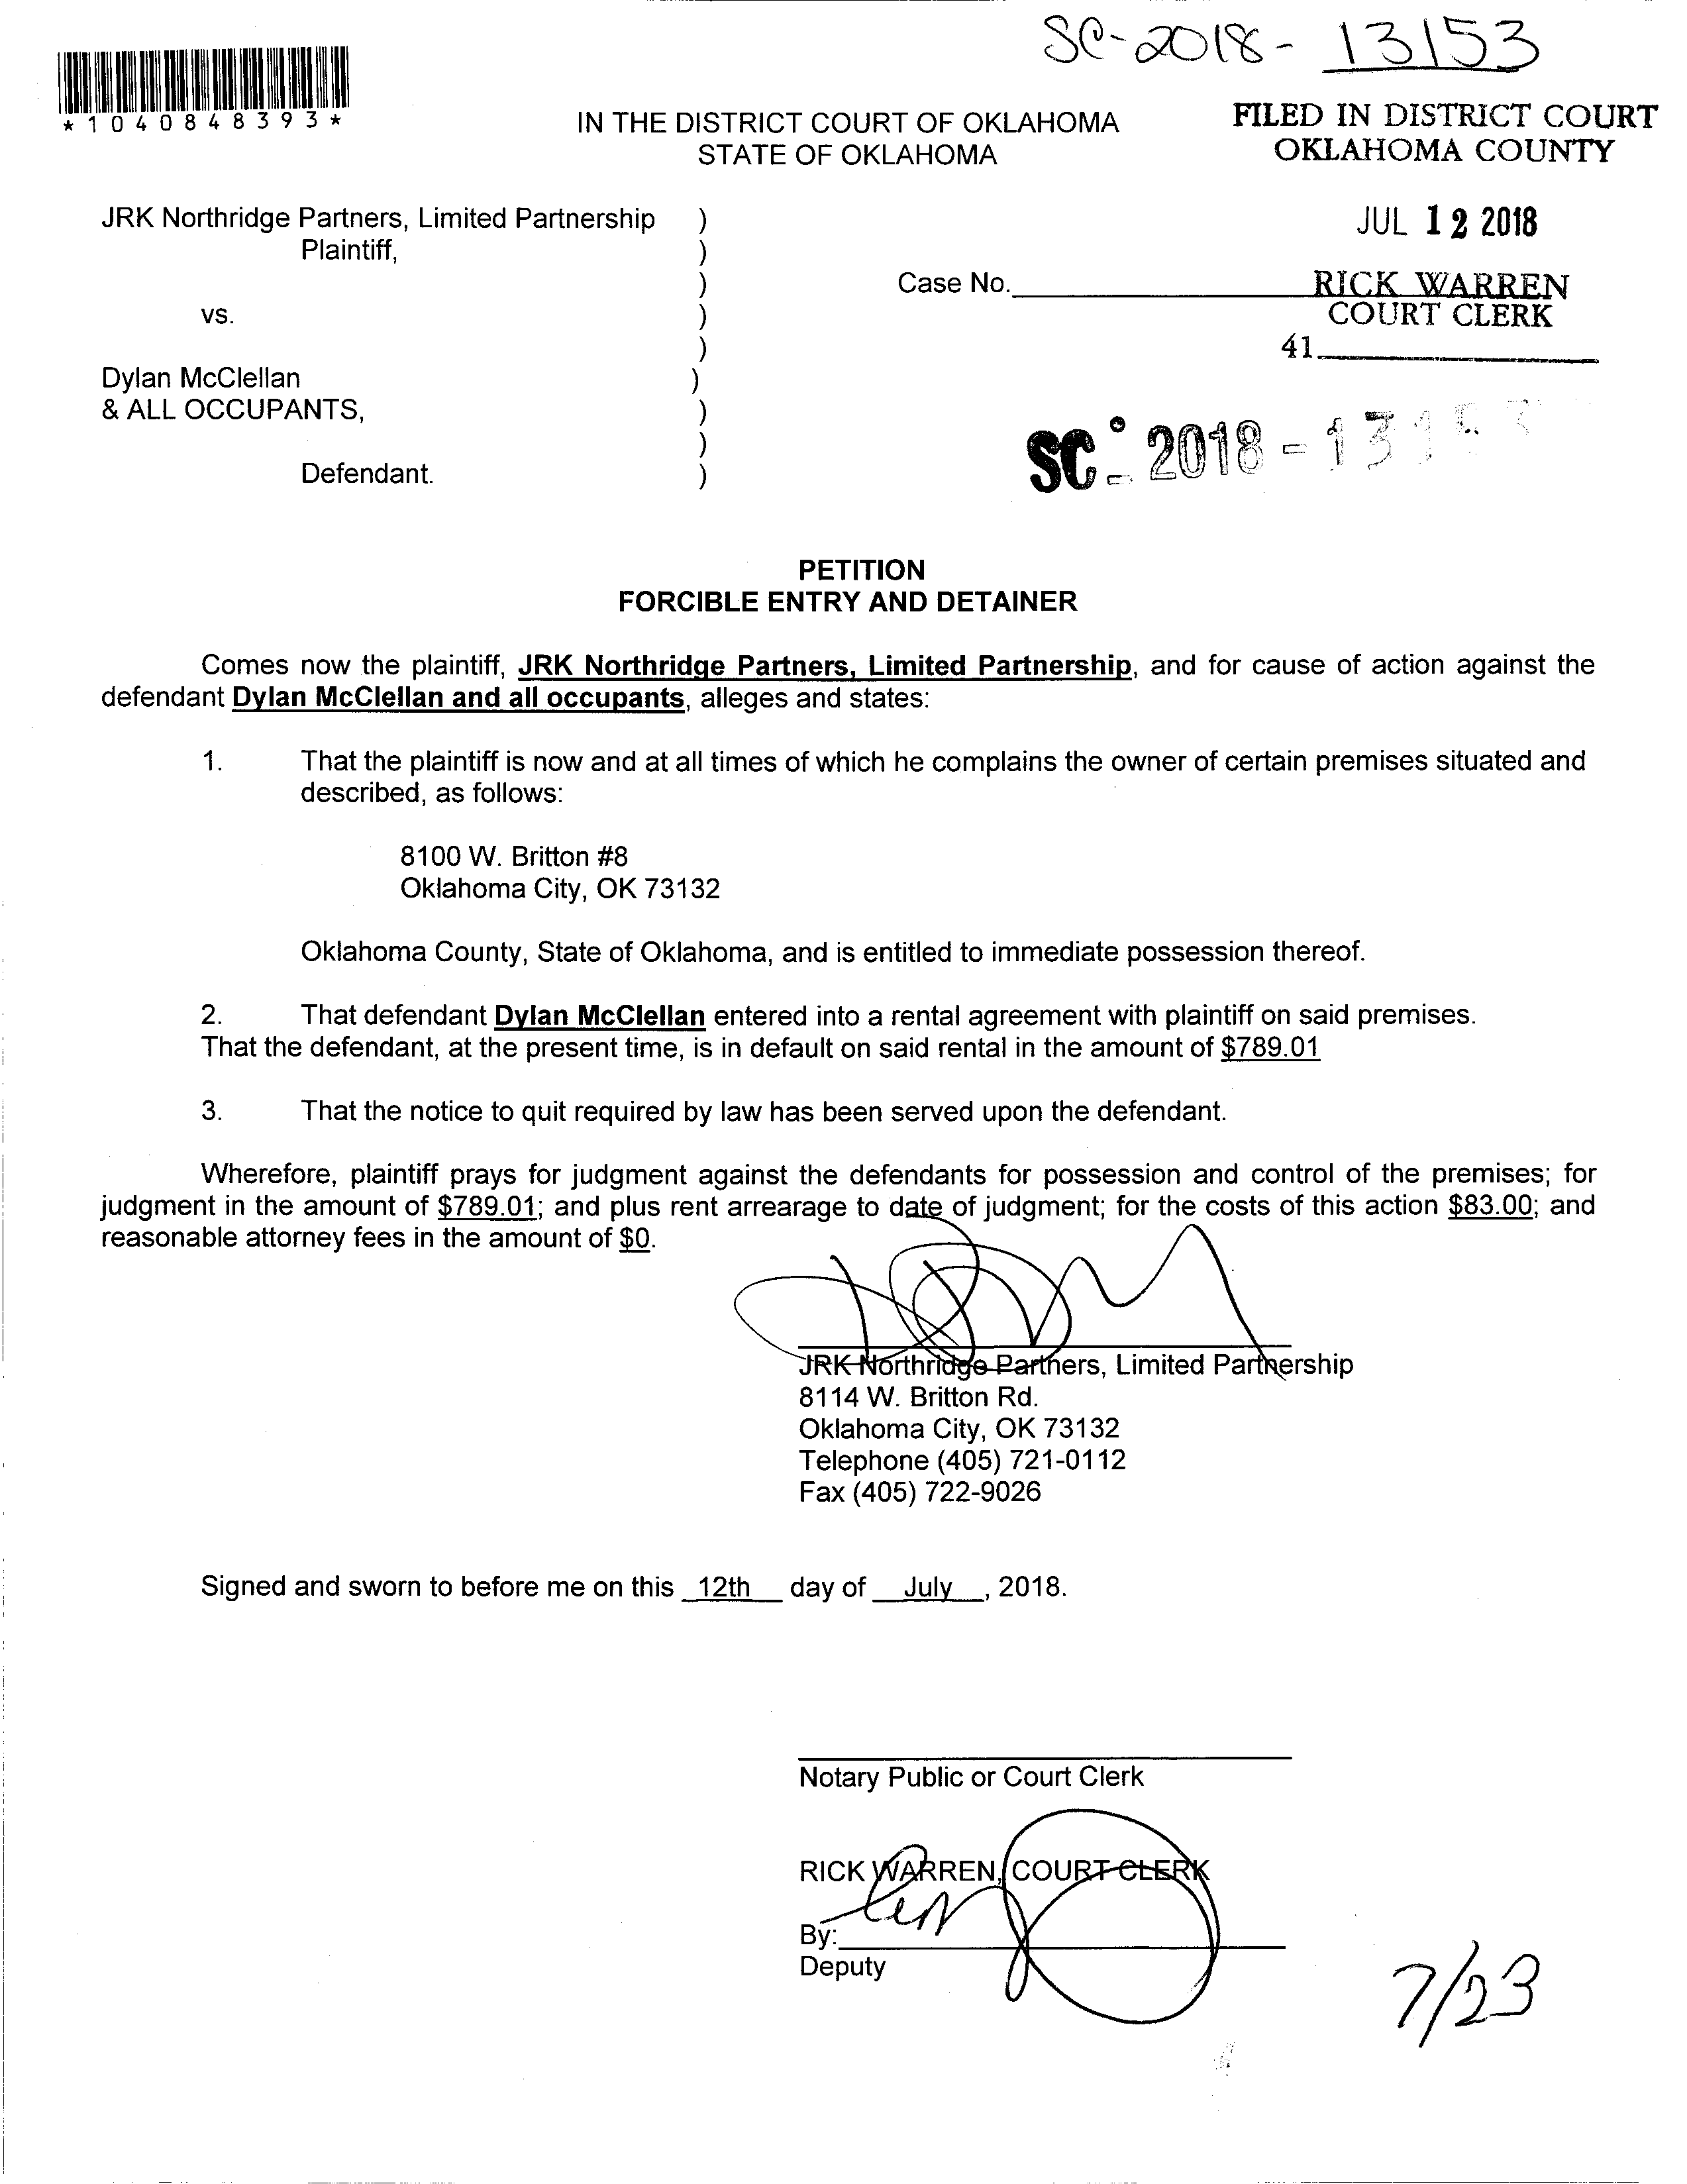 SC-2018- 13153
*1040848393*
IN THE DISTRICT COURT OF OKLAHOMA
STATE OF OKLAHOMA
FILED IN DISTRICT COURT
OKLAHOMA COUNTY
JUL 12 2018
RICK WARREN
COURT CLERK
41
JRK Northridge Partners, Limited Partnership )
Plaintiff, )
)
vs. )
)
Dylan McClellan )
& ALL OCCUPANTS, )
)
Defendant. )
Case No.
SC - 2018 - 131
PETITION
FORCIBLE ENTRY AND DETAINER
Comes now the plaintiff, JRK Northridge Partners, Limited Partnership, and for cause of action against the
defendant Dylan McClellan and all occupants, alleges and states:
1. That the plaintiff is now and at all times of which he complains the owner of certain premises situated and
described, as follows:
8100 W. Britton #8
Oklahoma City, OK 73132
Oklahoma County, State of Oklahoma, and is entitled to immediate possession thereof.
2. That defendant Dylan McClellan entered into a rental agreement with plaintiff on said premises.
That the defendant, at the present time, is in default on said rental in the amount of $789.01
3. That the notice to quit required by law has been served upon the defendant.
Wherefore, plaintiff prays for judgment against the defendants for possession and control of the premises; for
judgment in the amount of $789.01; and plus rent arrearage to date of judgment; for the costs of this action $83.00; and
reasonable attorney fees in the amount of $0.
JRK Northridge Partners, Limited Partnership
8114 W. Britton Rd.
Oklahoma City, OK 73132
Telephone (405) 721-0112
Fax (405) 722-9026
Signed and sworn to before me on this 12th day of July, 2018.
Notary Public or Court Clerk
RICK WARREN, COURT CLERK
By:
Deputy
7/23